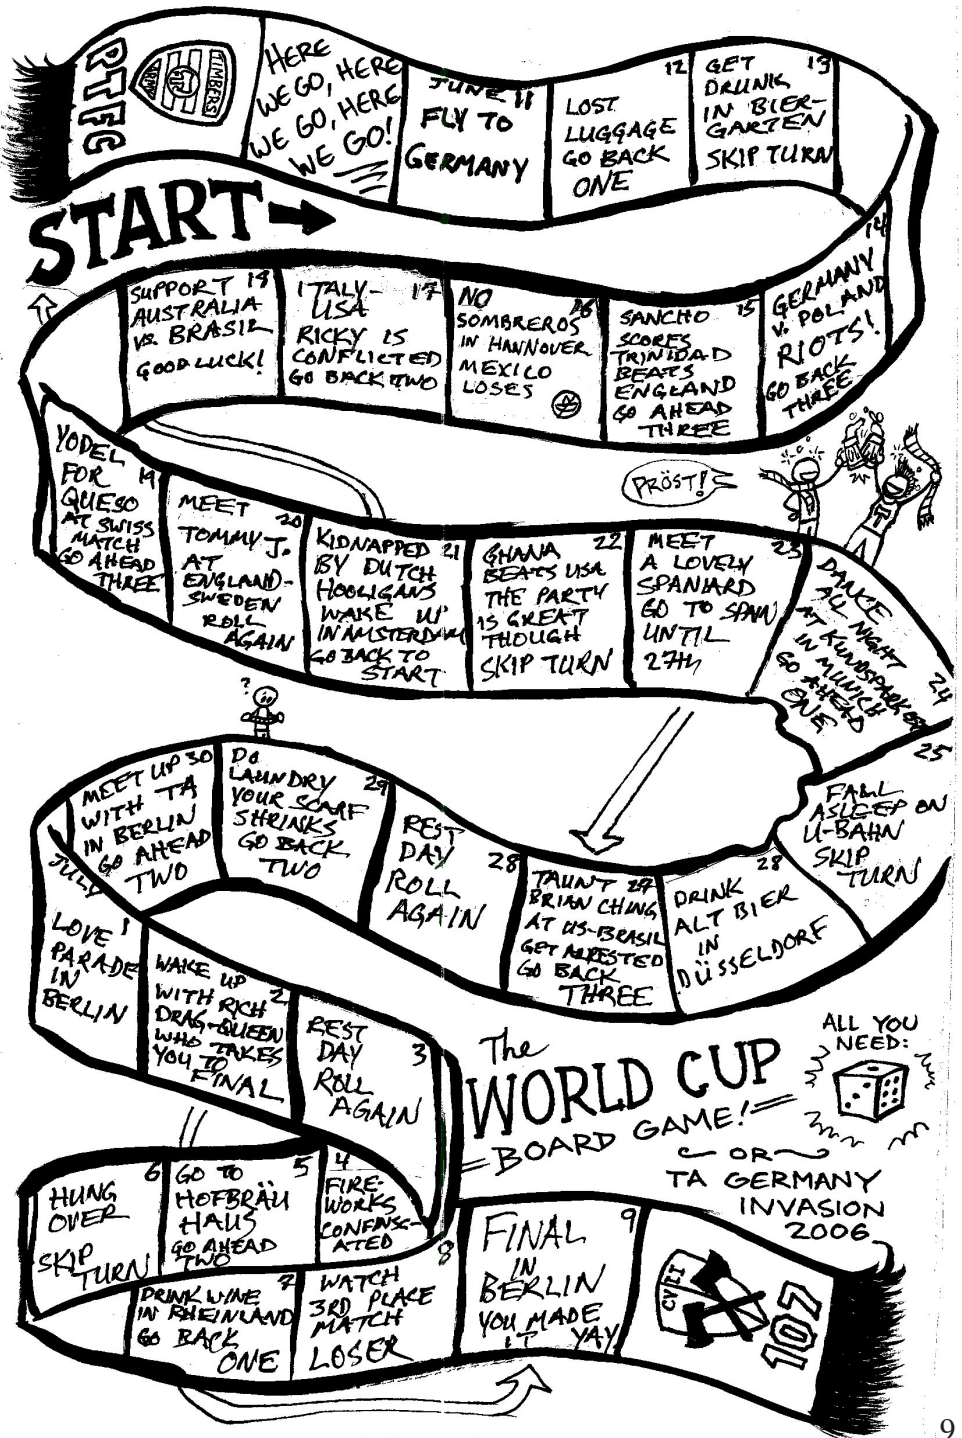 RTFC
TIMBERS
ARMY
HERE
WE GO, HERE
WE GO, HERE
WE GO!
JUNE 11
FLY TO
GERMANY
12
LOST
LUGGAGE
GO BACK
ONE
GET 13
DRUNK
IN BIER-
GARTEN
SKIP TURN
START
14
GERMANY
V. POLAND
RIOTS!
GO BACK
THREE
SANCHO 15
SCORES
TRINIDAD
BEATS
ENGLAND
GO AHEAD
THREE
NO 16
SOMBREROS
IN HANNOVER
MEXICO
LOSES
ITALY- 17
USA
RICKY IS
CONFLICTED
GO BACK TWO
SUPPORT 18
AUSTRALIA
VS. BRASIL
GOOD LUCK!
YODEL
FOR 19
QUESO
AT SWISS
MATCH
GO AHEAD
THREE
MEET 20
TOMMY J.
AT
ENGLAND-
SWEDEN
ROLL
AGAIN
KIDNAPPED 21
BY DUTCH
HOOLIGANS
WAKE UP
IN AMSTERDAM
GO BACK TO
START
GHANA 22
BEATS USA
THE PARTY
IS GREAT
THOUGH
SKIP TURN
MEET 23
A LOVELY
SPANIARD
GO TO SPAIN
UNTIL
27TH
PRÖST!
DANCE
ALL NIGHT
AT KUNDSPARK
IN MUNICH
GO AHEAD
ONE
24
25
FALL
ASLEEP ON
U-BAHN
SKIP
TURN
28
DRINK
ALT BIER
IN
DÜSSELDORF
TAUNT 27
BRIAN CHING
AT US-BRASIL
GET ARRESTED
GO BACK
THREE
REST
DAY 28
ROLL
AGAIN
?
DO
LAUNDRY 29
YOUR SCARF
SHRINKS
GO BACK
TWO
MEET UP 30
WITH TA
IN BERLIN
GO AHEAD
TWO
JULY
1
LOVE
PARADE
IN
BERLIN
WAKE UP
WITH RICH 2
DRAG-QUEEN
WHO TAKES
YOU TO
FINAL
REST
DAY 3
ROLL
AGAIN
The
WORLD CUP
BOARD GAME!
ALL YOU
NEED:
OR
TA GERMANY
INVASION
2006
4
FIRE-
WORKS
CONFINSC-
ATED
GO TO 5
HOFBRÄU
HAUS
GO AHEAD
TWO
6
HUNG
OVER
SKIP
TURN
7
DRINK WINE
IN RHEINLAND
GO BACK
ONE
8
WATCH
3RD PLACE
MATCH
LOSER
FINAL 9
IN
BERLIN
YOU MADE
IT YAY!
107
9